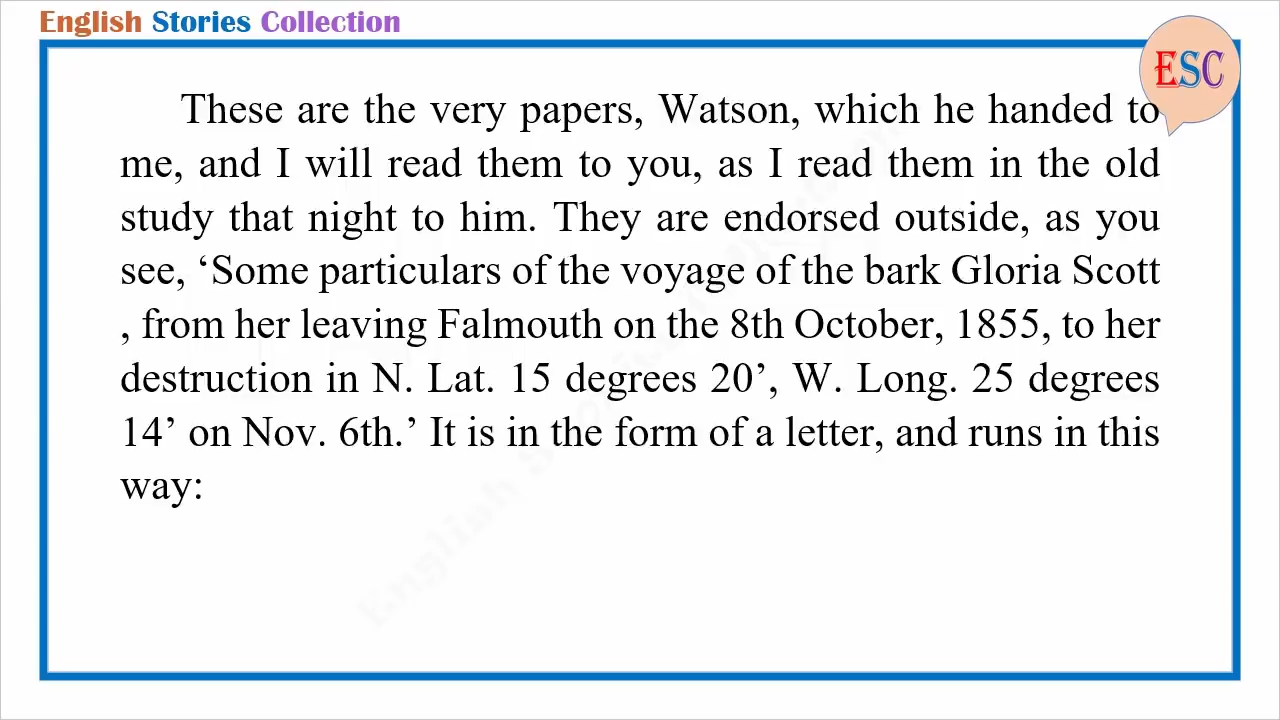 English Stories Collection
ESC
These are the very papers, Watson, which he handed to
me, and I will read them to you, as I read them in the old
study that night to him. They are endorsed outside, as you
see, ‘Some particulars of the voyage of the bark Gloria Scott
, from her leaving Falmouth on the 8th October, 1855, to her
destruction in N. Lat. 15 degrees 20’, W. Long. 25 degrees
14’ on Nov. 6th.’ It is in the form of a letter, and runs in this
way: